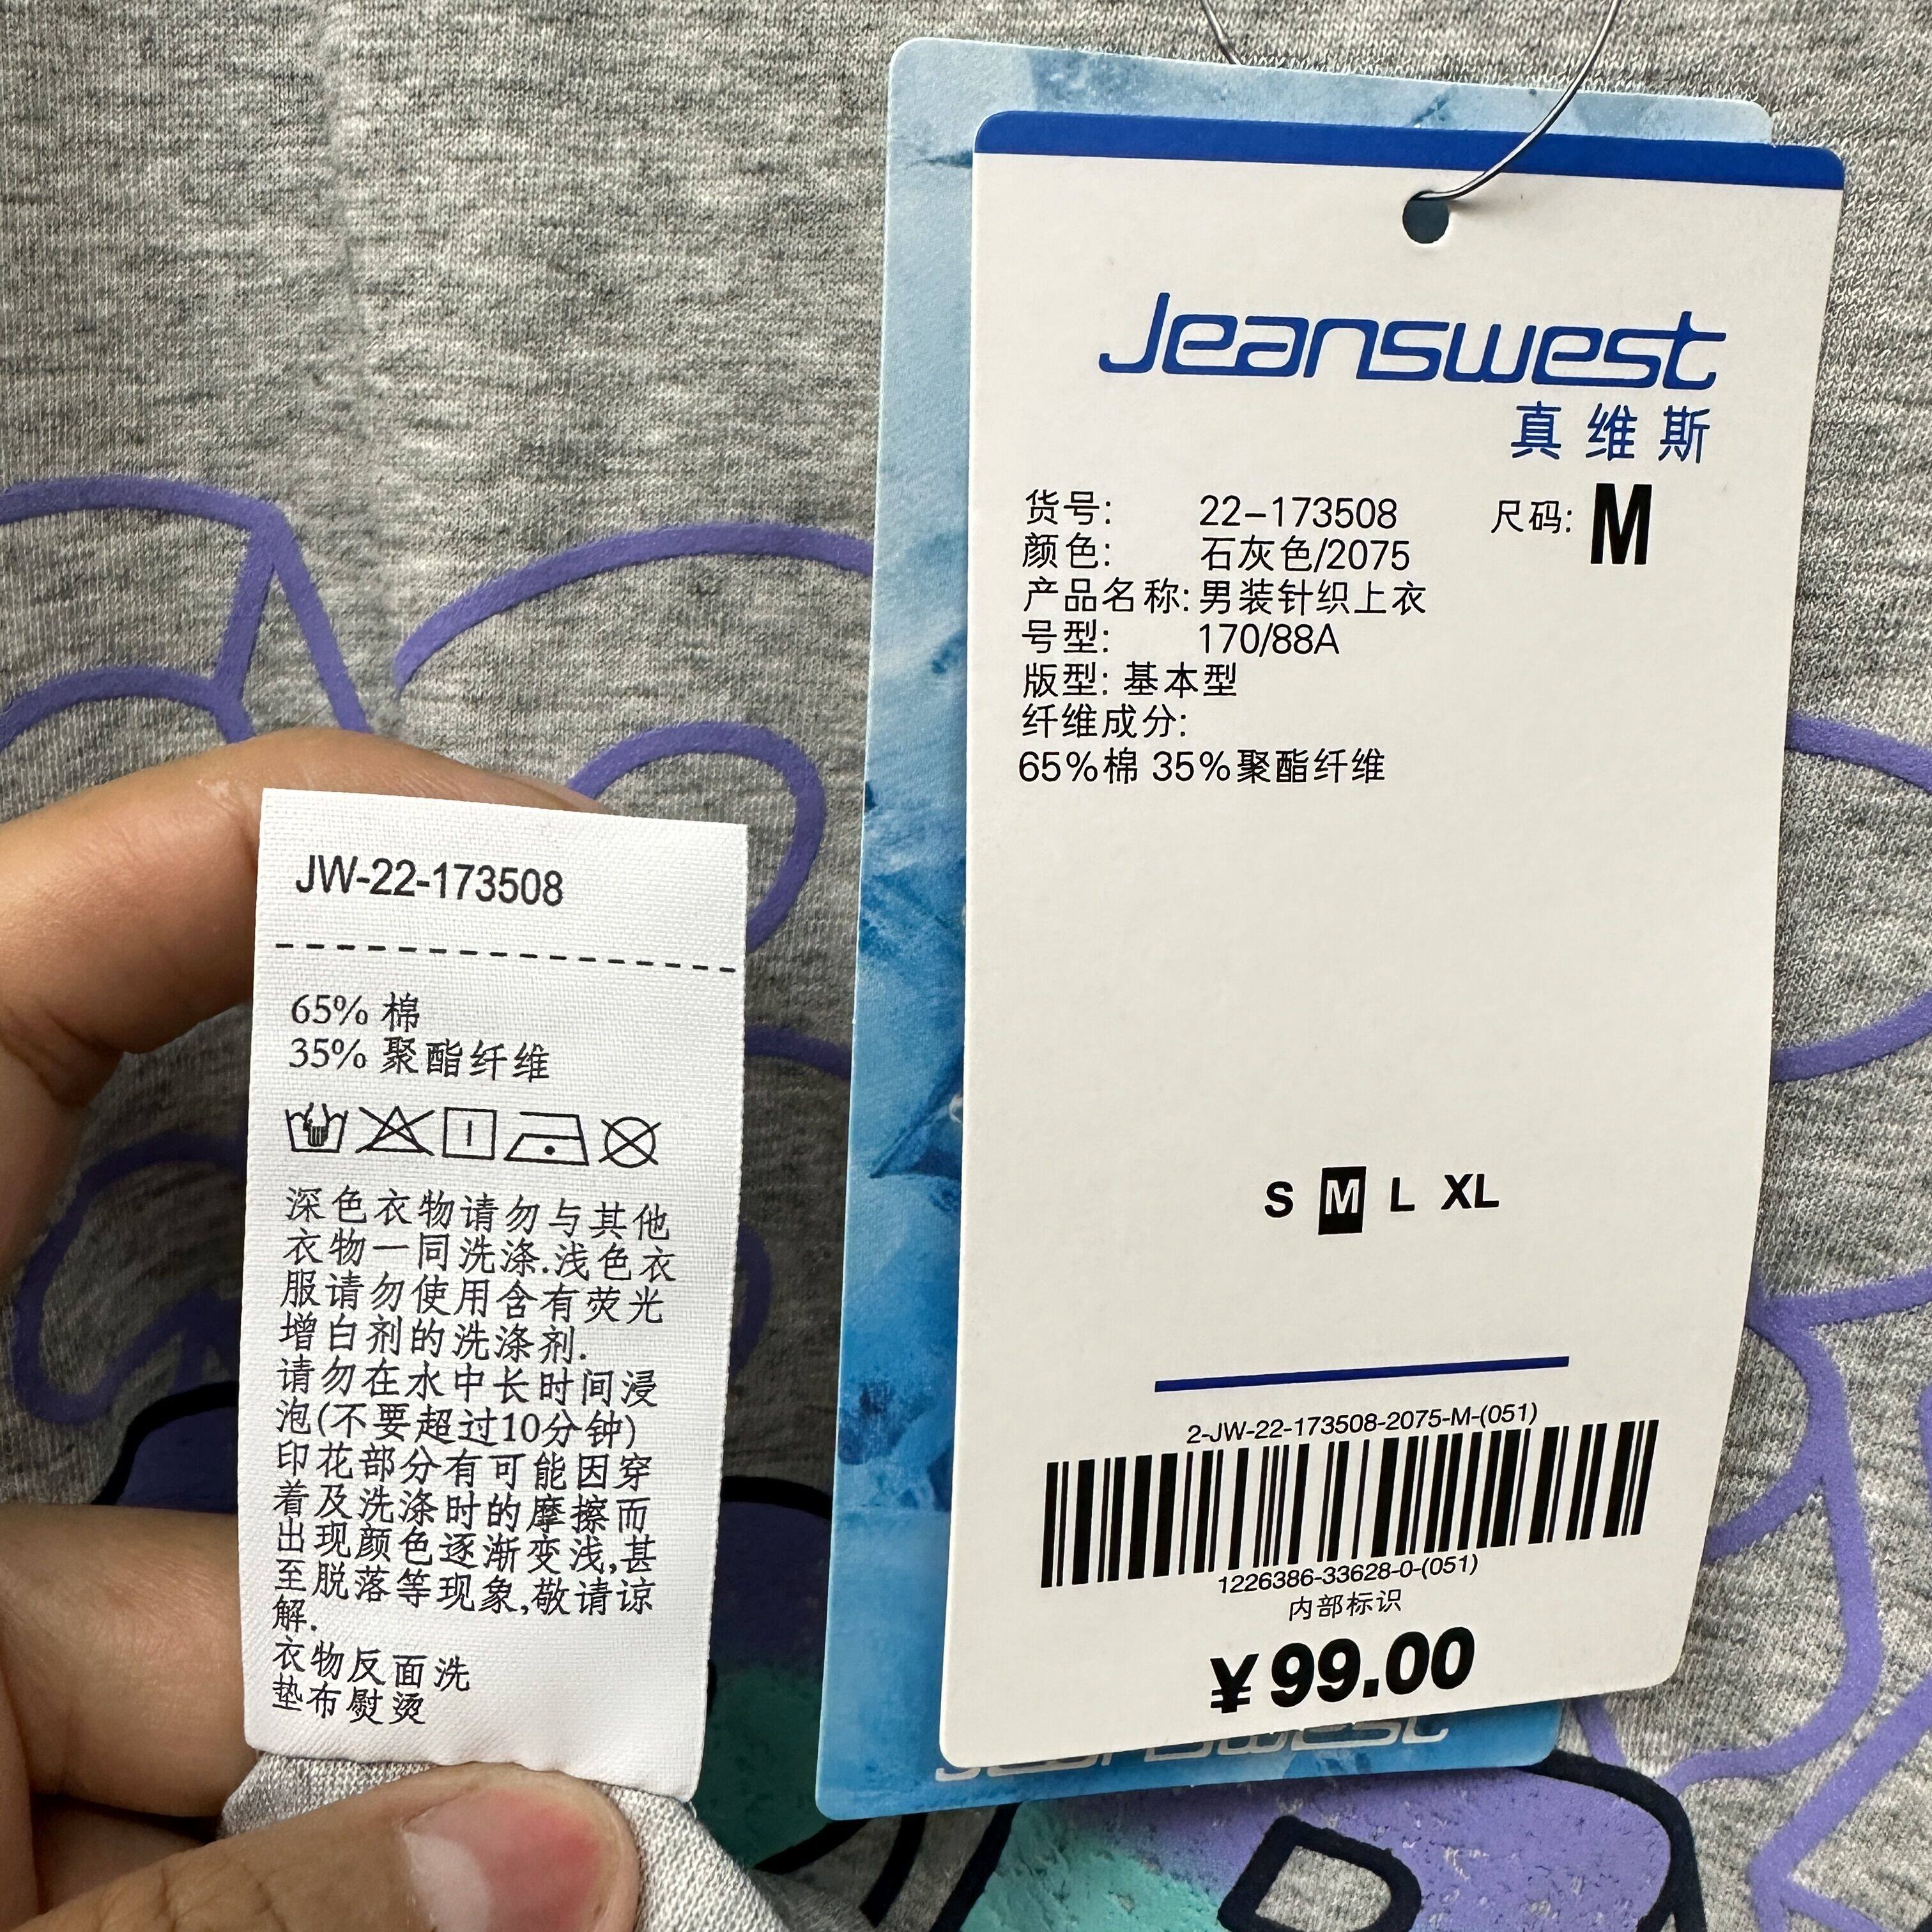 Jeanswest
真维斯
货号: 22-173508 尺码: M
颜色: 石灰色/2075
产品名称: 男装针织上衣
号型: 170/88A
版型: 基本型
纤维成分:
65%棉 35%聚酯纤维
S M L XL
2-JW-22-173508-2075-M-(051)
1226386-33628-0-(051)
内部标识
¥99.00
Jeanswest
JW-22-173508
65% 棉
35% 聚酯纤维
深色衣物请勿与其他
衣物一同洗涤.浅色衣
服请勿使用含有荧光
增白剂的洗涤剂.
请勿在水中长时间浸
泡(不要超过10分钟)
印花部分有可能因穿
着及洗涤时的摩擦而
出现颜色逐渐变浅,甚
至脱落等现象,敬请谅
解.
衣物反面洗
垫布熨烫